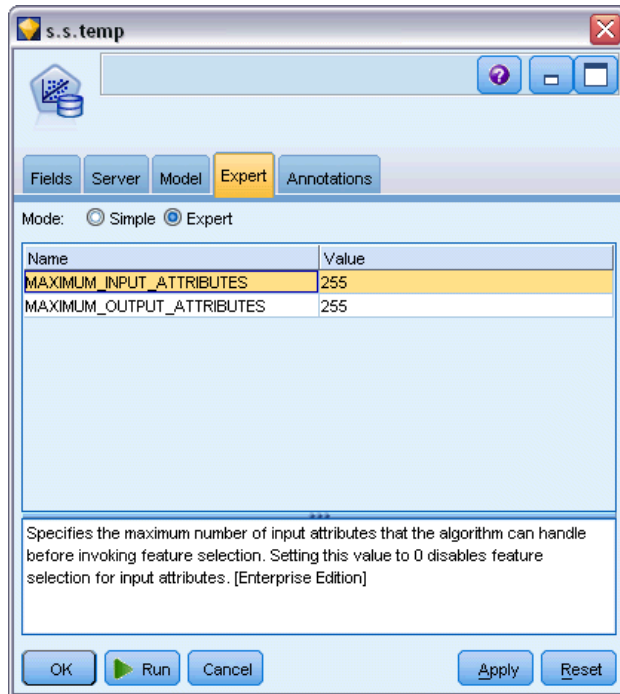 s.s.temp
Fields Server Model Expert Annotations
Mode: Simple Expert
Name Value
MAXIMUM_INPUT_ATTRIBUTES 255
MAXIMUM_OUTPUT_ATTRIBUTES 255
Specifies the maximum number of input attributes that the algorithm can handle
before invoking feature selection. Setting this value to 0 disables feature
selection for input attributes. [Enterprise Edition]
OK Run Cancel Apply Reset